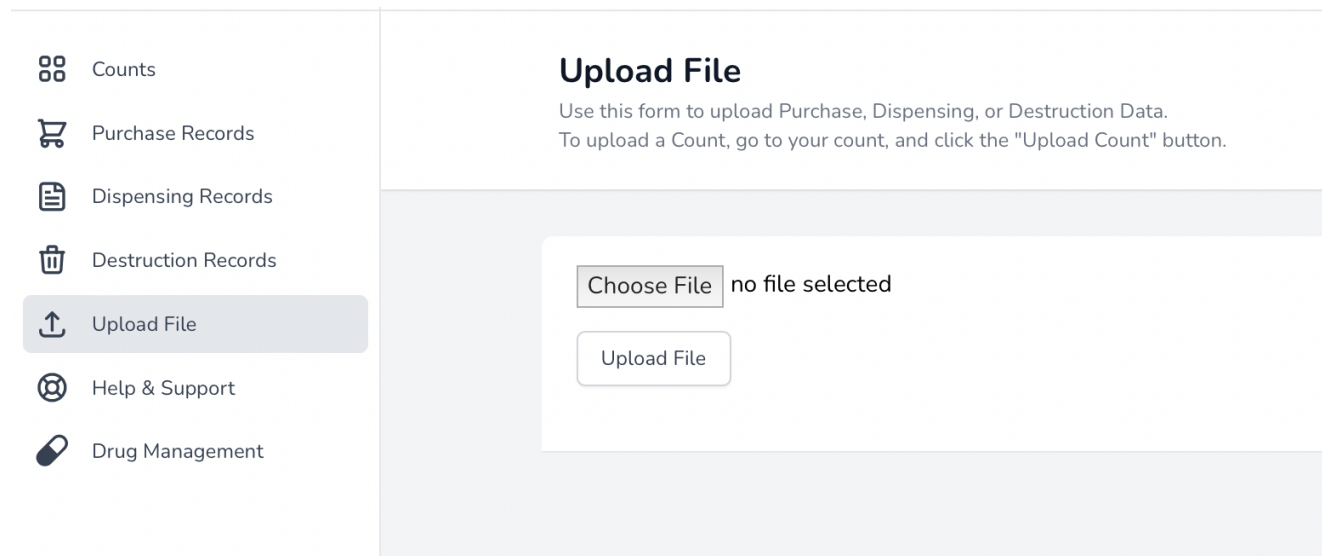 Counts
Purchase Records
Dispensing Records
Destruction Records
Upload File
Help & Support
Drug Management
Upload File
Use this form to upload Purchase, Dispensing, or Destruction Data.
To upload a Count, go to your count, and click the "Upload Count" button.
Choose File no file selected
Upload File